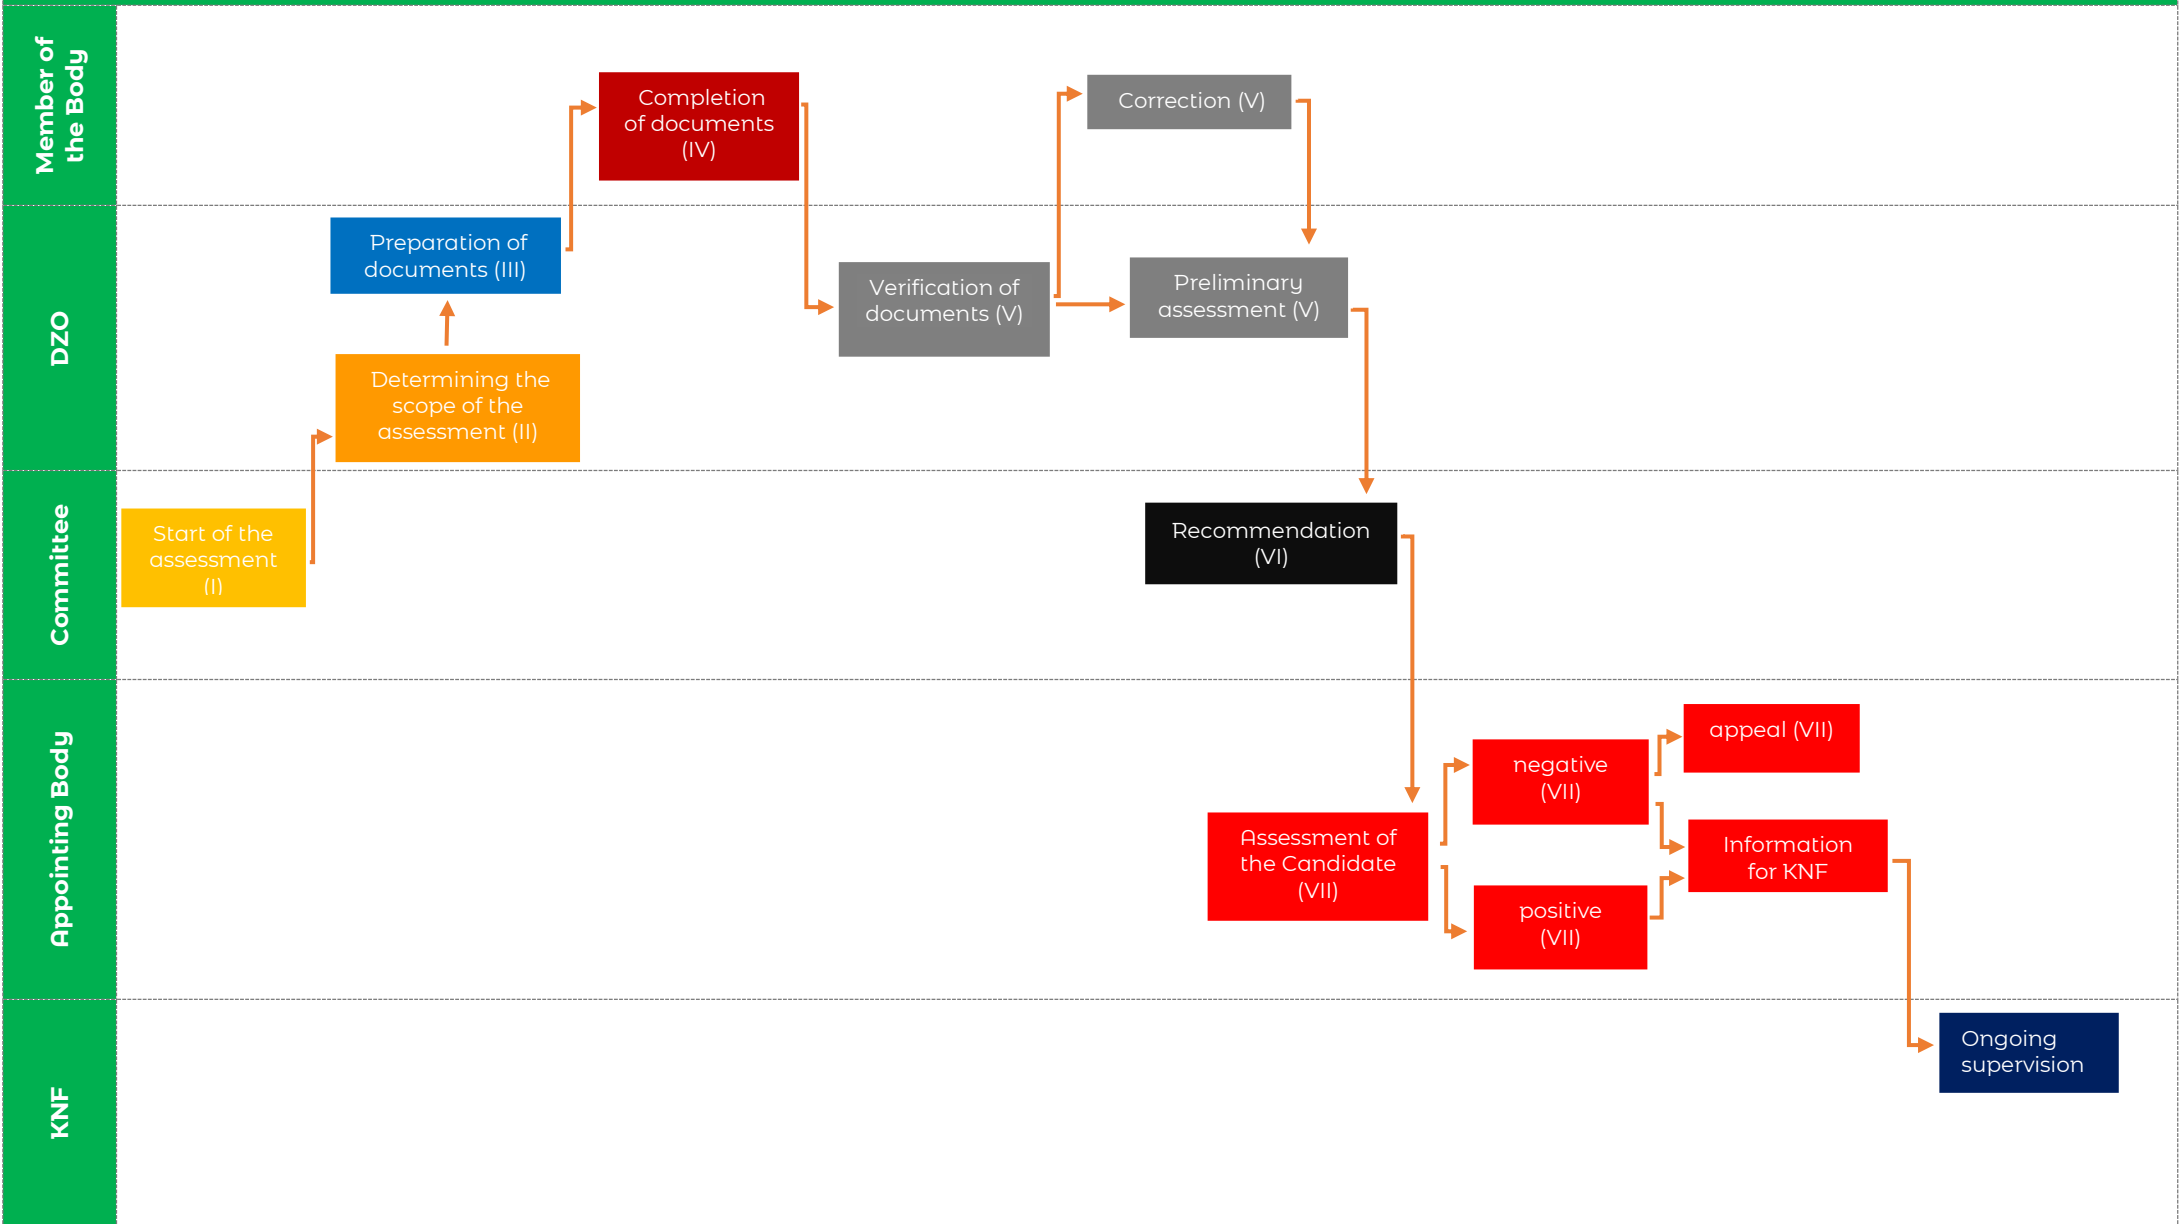 Member of
the Body
Completion
of documents
(IV)
Correction (V)
DZO
Preparation of
documents (III)
Determining the
scope of the
assessment (II)
Verification of
documents (V)
Preliminary
assessment (V)
Committee
Start of the
assessment
(I)
Recommendation
(VI)
Appointing Body
Assessment of
the Candidate
(VII)
negative
(VII)
positive
(VII)
appeal (VII)
Information
for KNF
KNF
Ongoing
supervision